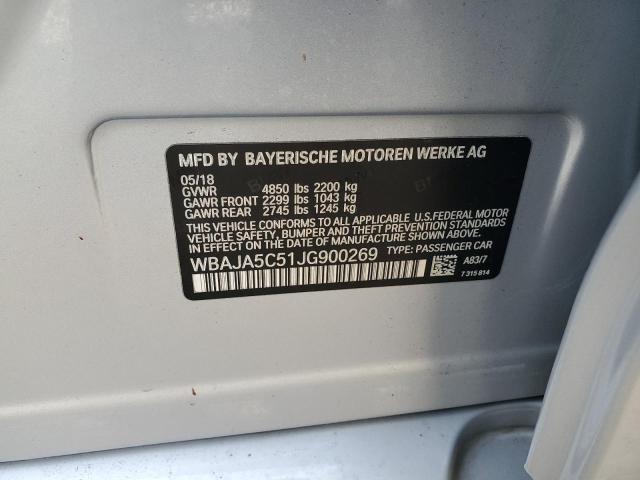 MFD BY BAYERISCHE MOTOREN WERKE AG
05/18
GVWR 4850 lbs 2200 kg
GAWR FRONT 2299 lbs 1043 kg
GAWR REAR 2745 lbs 1245 kg
THIS VEHICLE CONFORMS TO ALL APPLICABLE U.S.FEDERAL MOTOR
VEHICLE SAFETY, BUMPER AND THEFT PREVENTION STANDARDS
IN EFFECT ON THE DATE OF MANUFACTURE SHOWN ABOVE.
WBAJA5C51JG900269 TYPE: PASSENGER CAR
A83/7
7 315 814